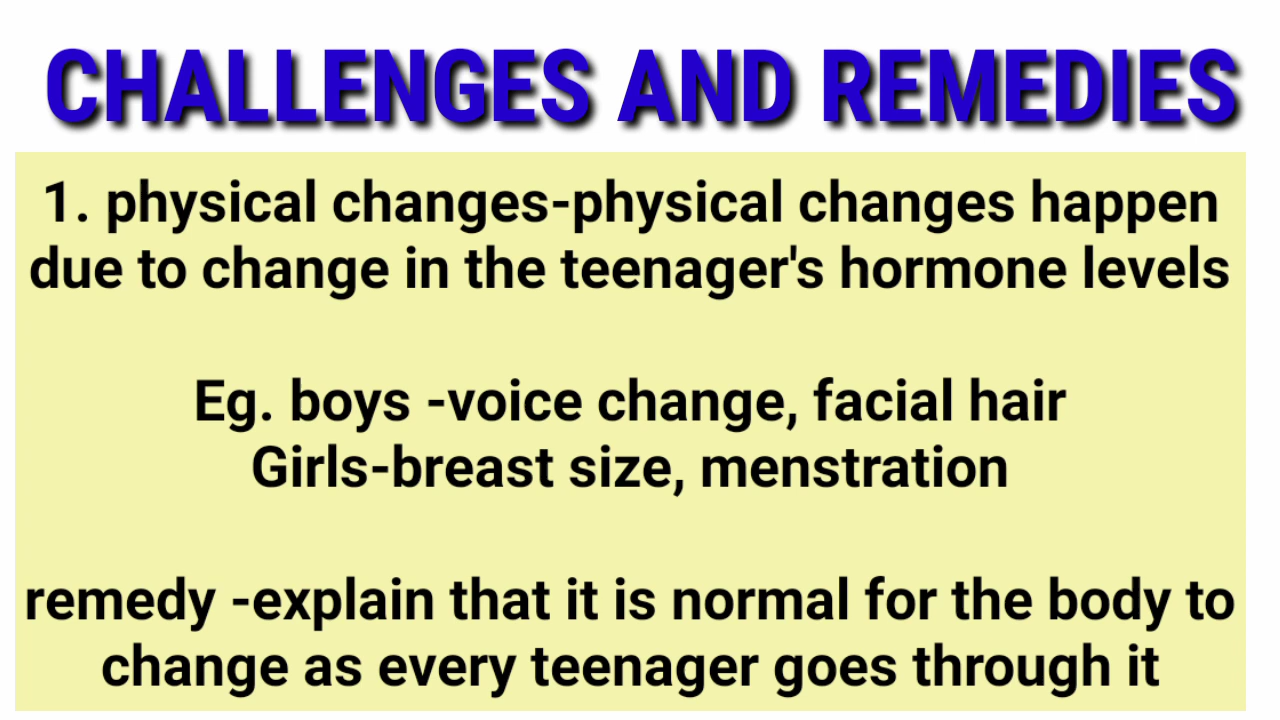 CHALLENGES AND REMEDIES
1. physical changes-physical changes happen
due to change in the teenager's hormone levels
Eg. boys -voice change, facial hair
Girls-breast size, menstration
remedy -explain that it is normal for the body to
change as every teenager goes through it